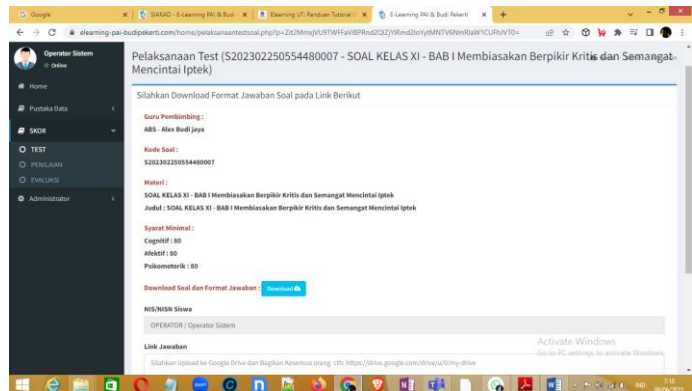 Google
SIAKAD - E-Learning PAI & Budi
Elearning UT: Panduan Tutorial
E-Learning PAI & Budi Pekerti
elearning-pai-budipekerti.com/home/pelaksanaantestsoal.php?p=
Operator Sistem
Online
Home
Pustaka Data
SKOR
TEST
PENILAIAN
EVALUASI
Administrator
Pelaksanaan Test (S202302250554480007 - SOAL KELAS XI - BAB I Membiasakan Berpikir Kritis dan Semangat
Mencintai Iptek)
Silahkan Download Format Jawaban Soal pada Link Berikut
Guru Pembimbing :
ABS - Alex Budi jaya
Kode Soal :
S202302250554480007
Materi :
SOAL KELAS XI - BAB I Membiasakan Berpikir Kritis dan Semangat Mencintai Iptek
Judul : SOAL KELAS XI - BAB I Membiasakan Berpikir Kritis dan Semangat Mencintai Iptek
Syarat Minimal :
Cognitif : 80
Afektif : 80
Psikomotorik : 80
Download Soal dan Format Jawaban : Download
NIS/NISN Siswa
OPERATOR / Operator Sistem
Link Jawaban
Silahkan Upload ke Google Drive dan Bagikan Kesemua orang, cth: https://drive.google.com/drive/u/0/my-drive
Activate Windows
Go to PC settings to activate Windows.
IND
7:16